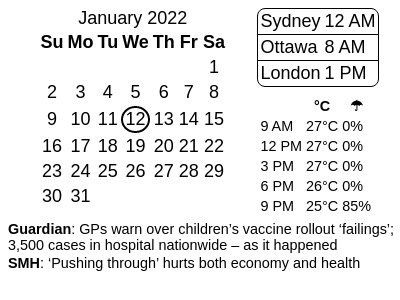 January 2022
Su Mo Tu We Th Fr Sa
1
2 3 4 5 6 7 8
9 10 11 12 13 14 15
16 17 18 19 20 21 22
23 24 25 26 27 28 29
30 31
Sydney 12 AM
Ottawa 8 AM
London 1 PM
°C ☂
9 AM 27°C 0%
12 PM 27°C 0%
3 PM 27°C 0%
6 PM 26°C 0%
9 PM 25°C 85%
Guardian: GPs warn over children’s vaccine rollout ‘failings’;
3,500 cases in hospital nationwide – as it happened
SMH: ‘Pushing through’ hurts both economy and health